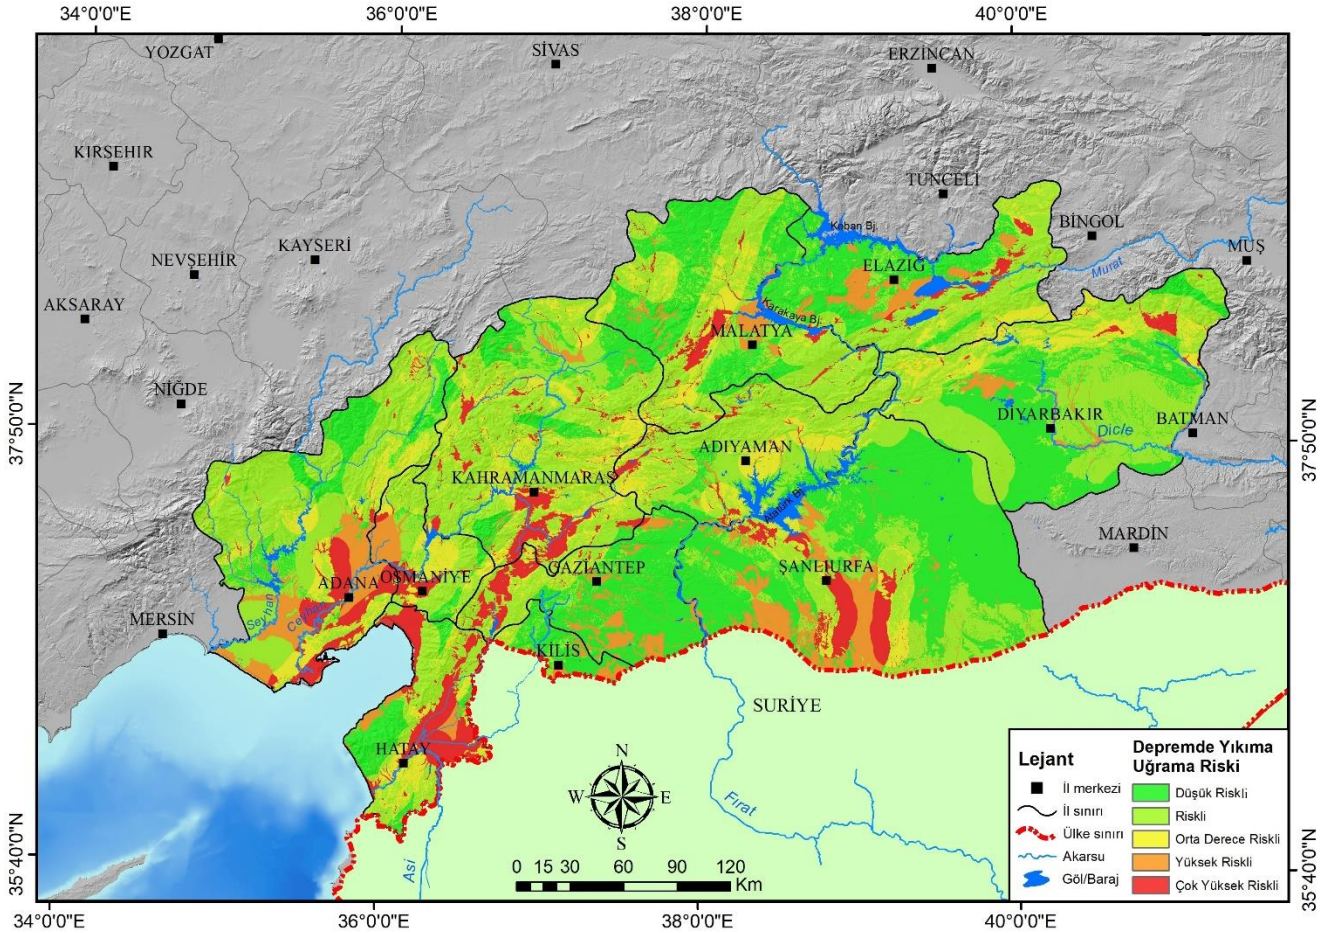 34°0'0"E 36°0'0"E 38°0'0"E 40°0'0"E
YOZGAT
SİVAS
ERZİNCAN
KIRŞEHIR
TUNCELİ
BİNGOL
KAYSERİ
Keban Bj.
MUŞ
NEVŞEHİR
ELAZIĞ
Murat
AKSARAY
Karakaya Bj.
MALATYA
NİĞDE
37°50'0"N
37°50'0"N
DİYARBAKIR
BATMAN
Dicle
ADIYAMAN
KAHRAMANMARAŞ
Atatürk Bj.
MARDİN
GAZİANTEP
ŞANLIURFA
ADANA
OSMANİYE
Ceyhan
Seyhan
MERSİN
KİLİS
SURİYE
HATAY
Fırat
Asi
N
W
E
S
0 15 30 60 90 120
Km
Lejant
İl merkezi
İl sınırı
Ülke sınırı
Akarsu
Göl/Baraj
Depremde Yıkıma
Uğrama Riski
Düşük Riskli
Riskli
Orta Derece Riskli
Yüksek Riskli
Çok Yüksek Riskli
35°40'0"N
35°40'0"N
34°0'0"E 36°0'0"E 38°0'0"E 40°0'0"E